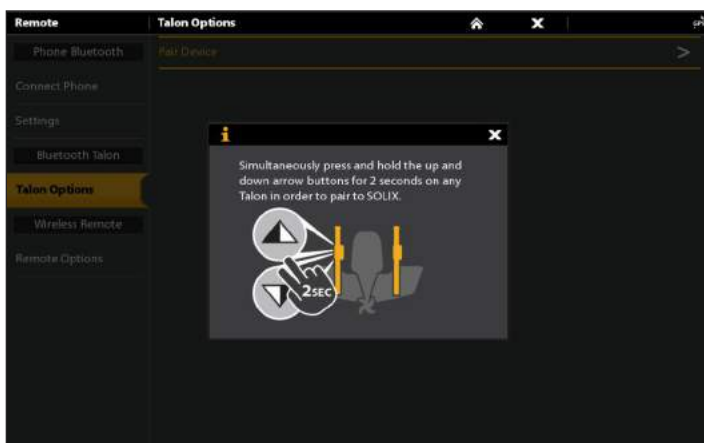 Remote
Talon Options
Phone Bluetooth
Pair Device
Connect Phone
Settings
Bluetooth Talon
Talon Options
Wireless Remote
Remote Options
Simultaneously press and hold the up and
down arrow buttons for 2 seconds on any
Talon in order to pair to SOLIX.
2SEC